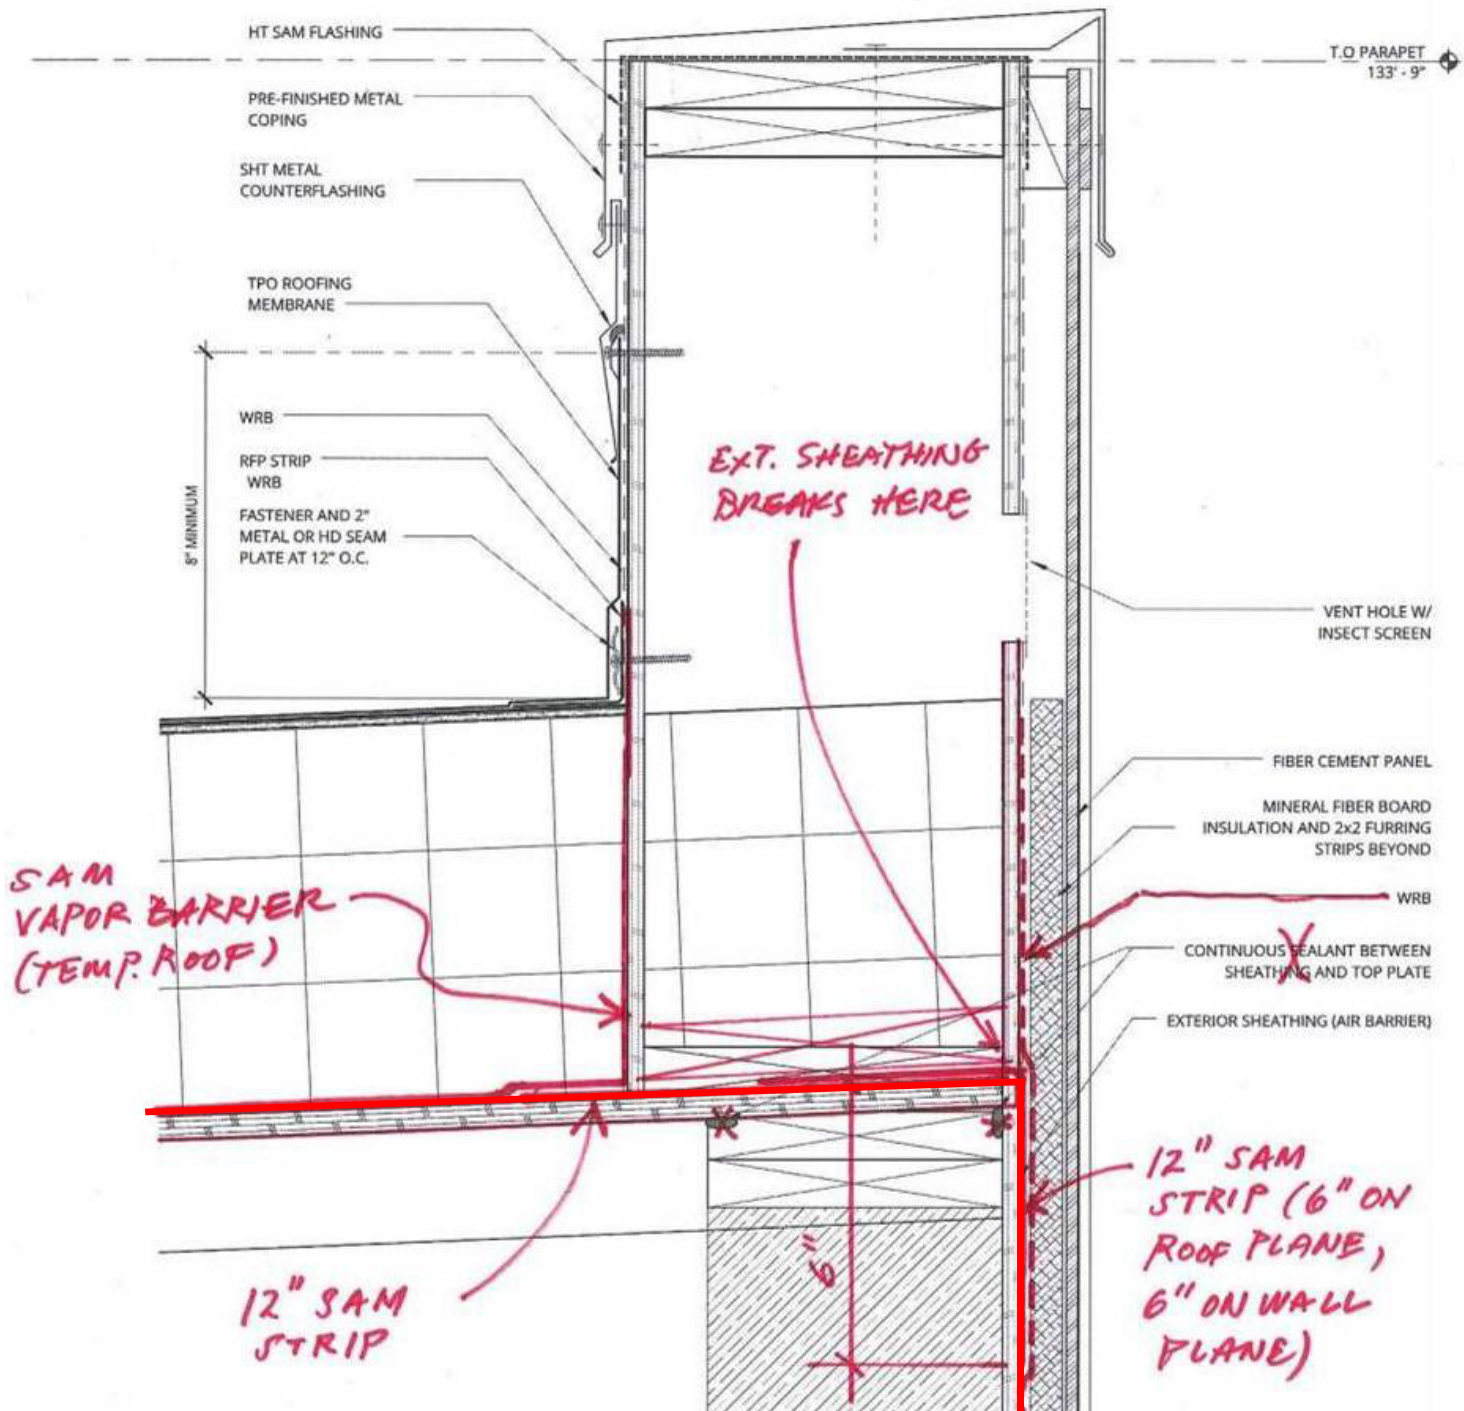 HT SAM FLASHING
PRE-FINISHED METAL
COPING
SHT METAL
COUNTERFLASHING
TPO ROOFING
MEMBRANE
WRB
RFP STRIP
WRB
FASTENER AND 2"
METAL OR HD SEAM
PLATE AT 12" O.C.
8" MINIMUM
T.O PARAPET
133' - 9"
EXT. SHEATHING
BREAKS HERE
VENT HOLE W/
INSECT SCREEN
FIBER CEMENT PANEL
MINERAL FIBER BOARD
INSULATION AND 2x2 FURRING
STRIPS BEYOND
WRB
CONTINUOUS SEALANT BETWEEN
SHEATHING AND TOP PLATE
EXTERIOR SHEATHING (AIR BARRIER)
SAM
VAPOR BARRIER
(TEMP. ROOF)
12" SAM
STRIP
6"
12" SAM
STRIP (6" ON
ROOF PLANE,
6" ON WALL
PLANE)